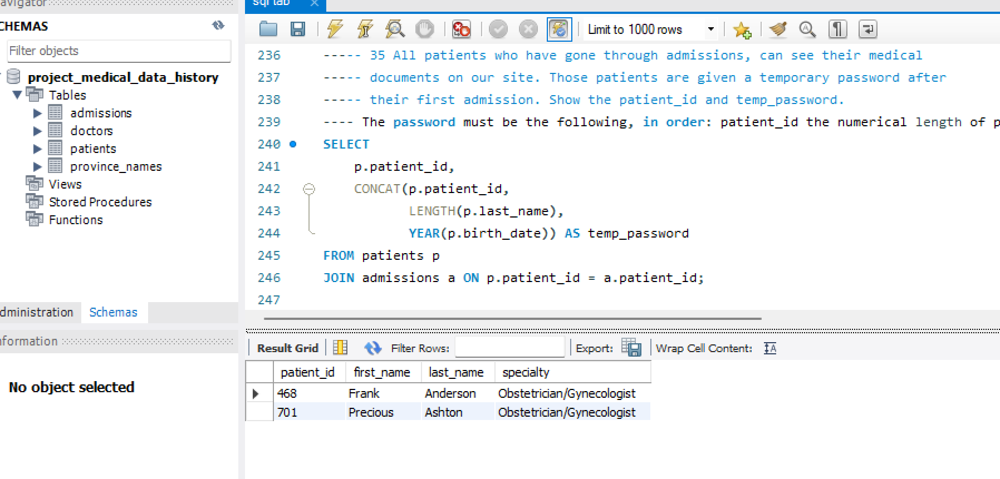 avigator
CHEMAS
Filter objects
project_medical_data_history
Tables
admissions
doctors
patients
province_names
Views
Stored Procedures
Functions
dministration
Schemas
nformation
No object selected
sql lab
Limit to 1000 rows
236 ----- 35 All patients who have gone through admissions, can see their medical
237 ----- documents on our site. Those patients are given a temporary password after
238 ----- their first admission. Show the patient_id and temp_password.
239 ---- The password must be the following, in order: patient_id the numerical length of p
240 SELECT
241 p.patient_id,
242 CONCAT(p.patient_id,
243 LENGTH(p.last_name),
244 YEAR(p.birth_date)) AS temp_password
245 FROM patients p
246 JOIN admissions a ON p.patient_id = a.patient_id;
247
Result Grid Filter Rows: Export: Wrap Cell Content: IA
patient_id first_name last_name specialty
468 Frank Anderson Obstetrician/Gynecologist
701 Precious Ashton Obstetrician/Gynecologist